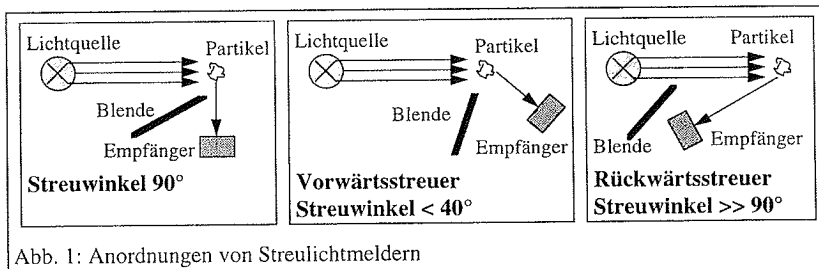 Lichtquelle
Partikel
Blende
Empfänger
Streuwinkel 90°
Lichtquelle
Partikel
Blende
Empfänger
Vorwärtsstreuer
Streuwinkel < 40°
Lichtquelle
Partikel
Blende
Empfänger
Rückwärtsstreuer
Streuwinkel >> 90°
Abb. 1: Anordnungen von Streulichtmeldern